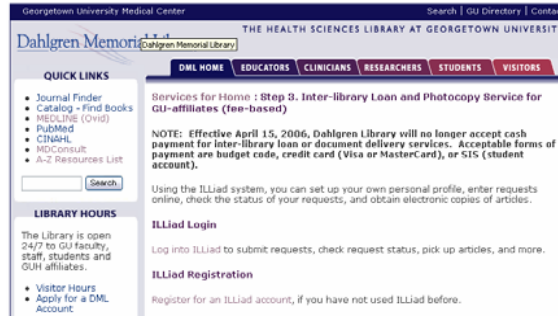 Georgetown University Medical Center
Search | GU Directory | Conta
THE HEALTH SCIENCES LIBRARY AT GEORGETOWN UNIVERSIT
Dahlgren Memorial
Dahlgren Memorial Library
DML HOME EDUCATORS CLINICIANS RESEARCHERS STUDENTS VISITORS
QUICK LINKS
• Journal Finder
• Catalog - Find Books
• MEDLINE (Ovid)
• PubMed
• CINAHL
• MDConsult
• A-Z Resources List
Search
LIBRARY HOURS
The Library is open
24/7 to GU faculty,
staff, students and
GUH affiliates.
• Visitor Hours
• Apply for a DML
Account
Services for Home : Step 3. Inter-library Loan and Photocopy Service for
GU-affiliates (fee-based)
NOTE: Effective April 15, 2006, Dahlgren Library will no longer accept cash
payment for inter-library loan or document delivery services. Acceptable forms of
payment are budget code, credit card (Visa or MasterCard), or SIS (student
account).
Using the ILLiad system, you can set up your own personal profile, enter requests
online, check the status of your requests, and obtain electronic copies of articles.
ILLiad Login
Log into ILLiad to submit requests, check request status, pick up articles, and more.
ILLiad Registration
Register for an ILLiad account, if you have not used ILLiad before.